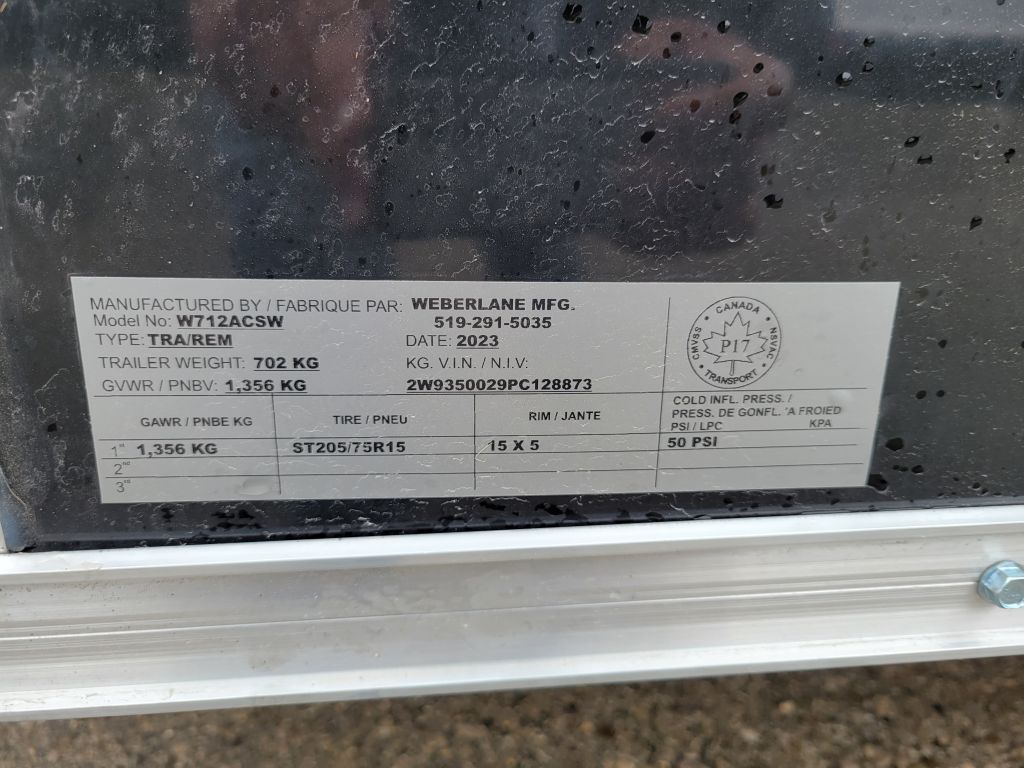 MANUFACTURED BY / FABRIQUE PAR: WEBERLANE MFG.
Model No: W712ACSW 519-291-5035
TYPE: TRA/REM DATE: 2023
TRAILER WEIGHT: 702 KG KG. V.I.N. / N.I.V:
GVWR / PNBV: 1,356 KG 2W9350029PC128873
CANADA
CMVSS
NSVAC
P17
TRANSPORT
GAWR / PNBE KG TIRE / PNEU RIM / JANTE COLD INFL. PRESS. /
PRESS. DE GONFL. 'A FROIED
PSI / LPC KPA
1st 1,356 KG ST205/75R15 15 X 5 50 PSI
2nd
3rd